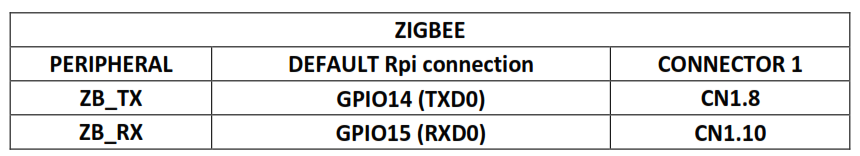 ZIGBEE
PERIPHERAL DEFAULT Rpi connection CONNECTOR 1
ZB_TX GPIO14 (TXD0) CN1.8
ZB_RX GPIO15 (RXD0) CN1.10